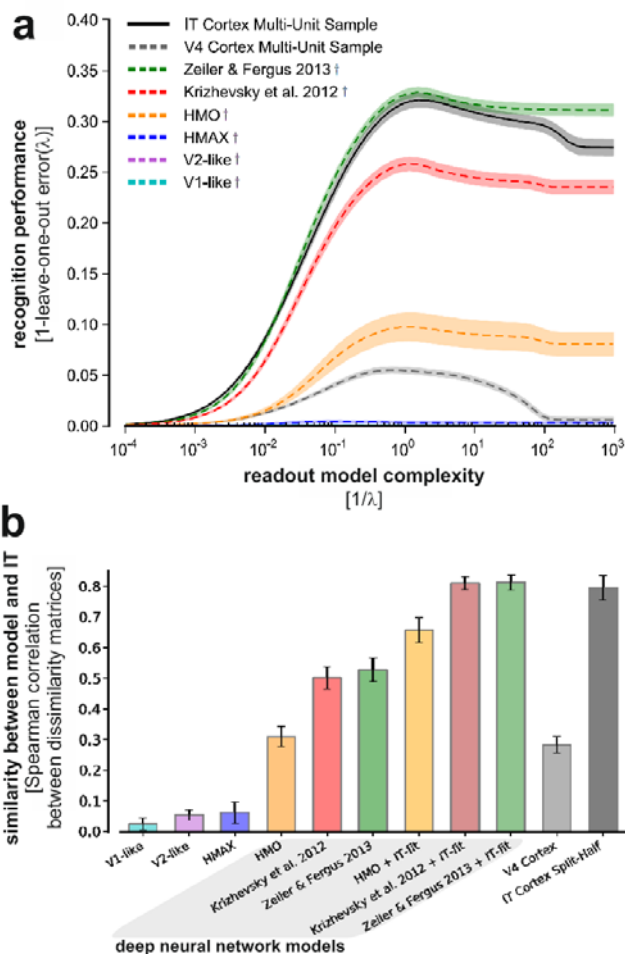 a
recognition performance
[1-leave-one-out error(λ)]
0.40
0.35
0.30
0.25
0.20
0.15
0.10
0.05
0.00
IT Cortex Multi-Unit Sample
V4 Cortex Multi-Unit Sample
Zeiler & Fergus 2013 †
Krizhevsky et al. 2012 †
HMO †
HMAX †
V2-like †
V1-like †
10⁻⁴ 10⁻³ 10⁻² 10⁻¹ 10⁰ 10¹ 10² 10³
readout model complexity
[1/λ]
b
similarity between model and IT
[Spearman correlation
between dissimilarity matrices]
0.8
0.7
0.6
0.5
0.4
0.3
0.2
0.1
0.0
V1-like
V2-like
HMAX
HMO
Krizhevsky et al. 2012
Zeiler & Fergus 2013
HMO + IT-fit
Krizhevsky et al. 2012 + IT-fit
Zeiler & Fergus 2013 + IT-fit
V4 Cortex
IT Cortex Split-Half
deep neural network models